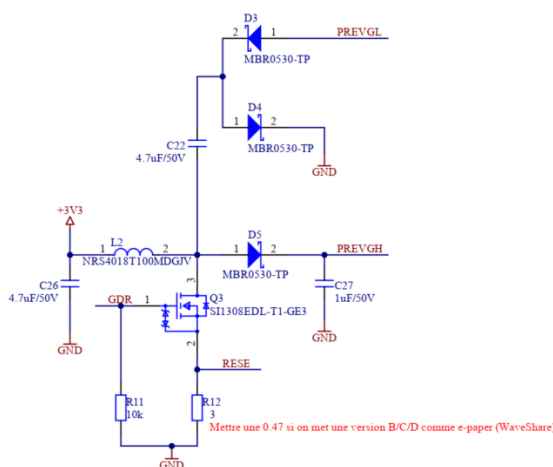 D3
2
1
PREVGL
MBR0530-TP
D4
1
2
MBR0530-TP
C22
4.7uF/50V
GND
+3V3
L2
1
2
D5
1
2
PREVGH
NRS4018T100MDGJV
MBR0530-TP
C26
4.7uF/50V
3
C27
1uF/50V
GDR
1
Q3
SI1308EDL-T1-GE3
GND
GND
2
RESE
R11
10k
R12
3
Mettre une 0.47 si on met une version B/C/D comme e-paper (WaveShare)
GND